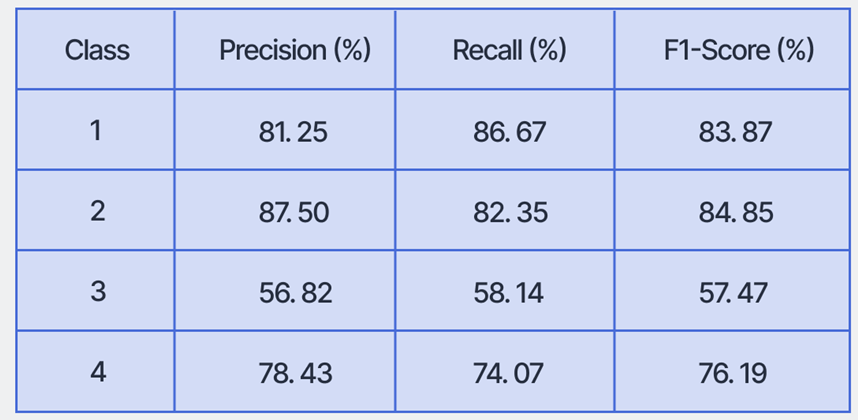 Class Precision (%) Recall (%) F1-Score (%)
1 81. 25 86. 67 83. 87
2 87. 50 82. 35 84. 85
3 56. 82 58. 14 57. 47
4 78. 43 74. 07 76. 19